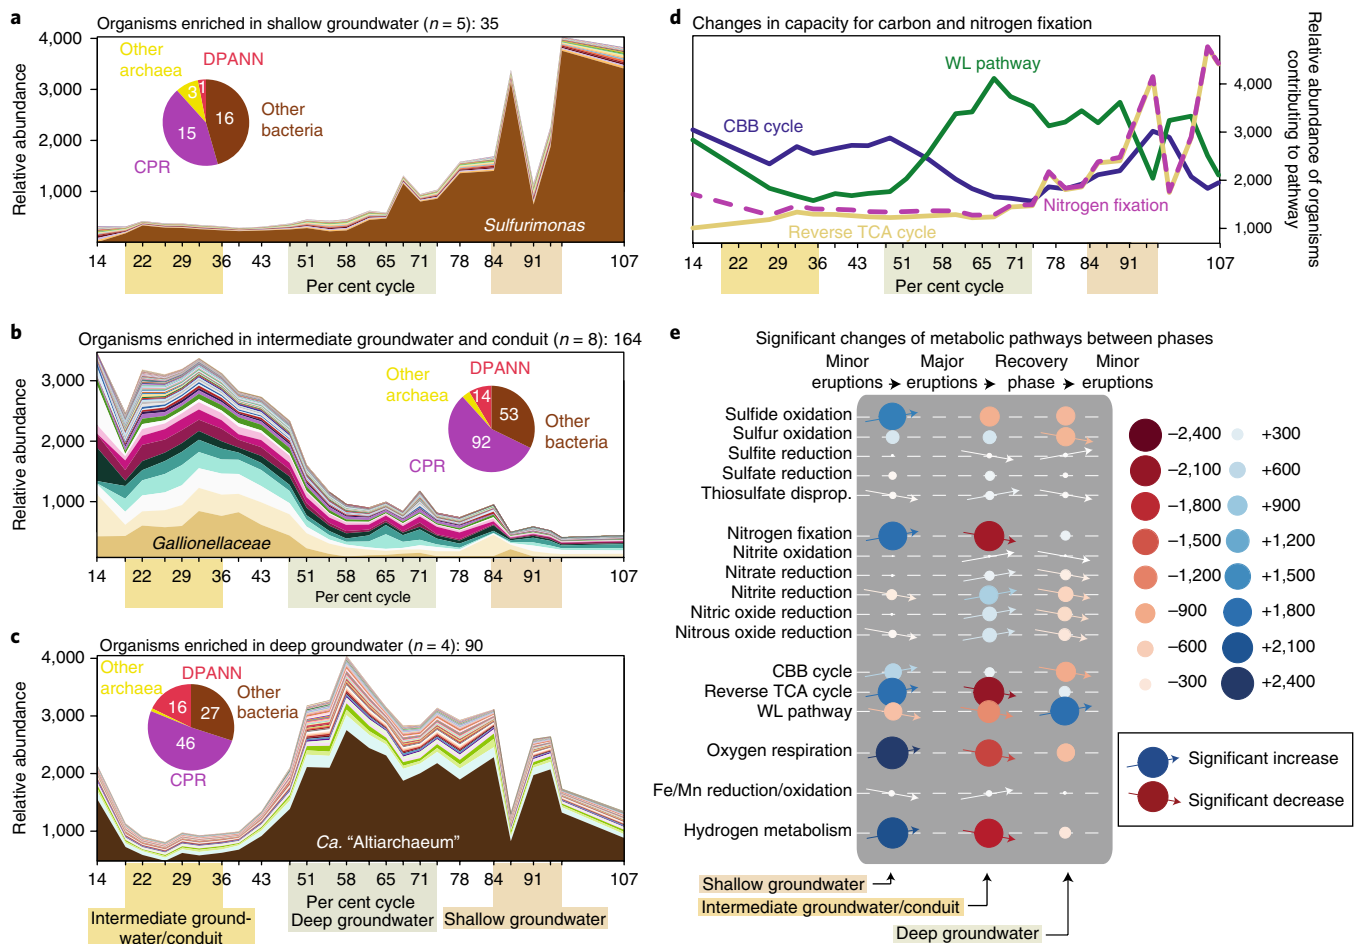 a
Organisms enriched in shallow groundwater (n = 5): 35
Relative abundance
4,000
3,000
2,000
1,000
Other archaea
DPANN
3
1
16
15
Other bacteria
CPR
Sulfurimonas
14 22 29 36 43 51 58 65 71 78 84 91 107
Per cent cycle
b
Organisms enriched in intermediate groundwater and conduit (n = 8): 164
Relative abundance
3,000
2,000
1,000
Other archaea
DPANN
14
53
92
Other bacteria
CPR
Gallionellaceae
14 22 29 36 43 51 58 65 71 78 84 91 107
Per cent cycle
c
Organisms enriched in deep groundwater (n = 4): 90
Relative abundance
4,000
3,000
2,000
1,000
Other archaea
DPANN
16
27
46
Other bacteria
CPR
Ca. “Altiarchaeum”
14 22 29 36 43 51 58 65 71 78 84 91 107
Per cent cycle
Intermediate ground-
water/conduit
Deep groundwater
Shallow groundwater
d
Changes in capacity for carbon and nitrogen fixation
Relative abundance of organisms
contributing to pathway
4,000
3,000
2,000
1,000
WL pathway
CBB cycle
Nitrogen fixation
Reverse TCA cycle
14 22 29 36 43 51 58 65 71 78 84 91 107
Per cent cycle
e
Significant changes of metabolic pathways between phases
Minor eruptions
Major eruptions
Recovery phase
Minor eruptions
Sulfide oxidation
Sulfur oxidation
Sulfite reduction
Sulfate reduction
Thiosulfate disprop.
Nitrogen fixation
Nitrite oxidation
Nitrate reduction
Nitrite reduction
Nitric oxide reduction
Nitrous oxide reduction
CBB cycle
Reverse TCA cycle
WL pathway
Oxygen respiration
Fe/Mn reduction/oxidation
Hydrogen metabolism
−2,400 +300
−2,100 +600
−1,800 +900
−1,500 +1,200
−1,200 +1,500
−900 +1,800
−600 +2,100
−300 +2,400
Significant increase
Significant decrease
Shallow groundwater
Intermediate groundwater/conduit
Deep groundwater